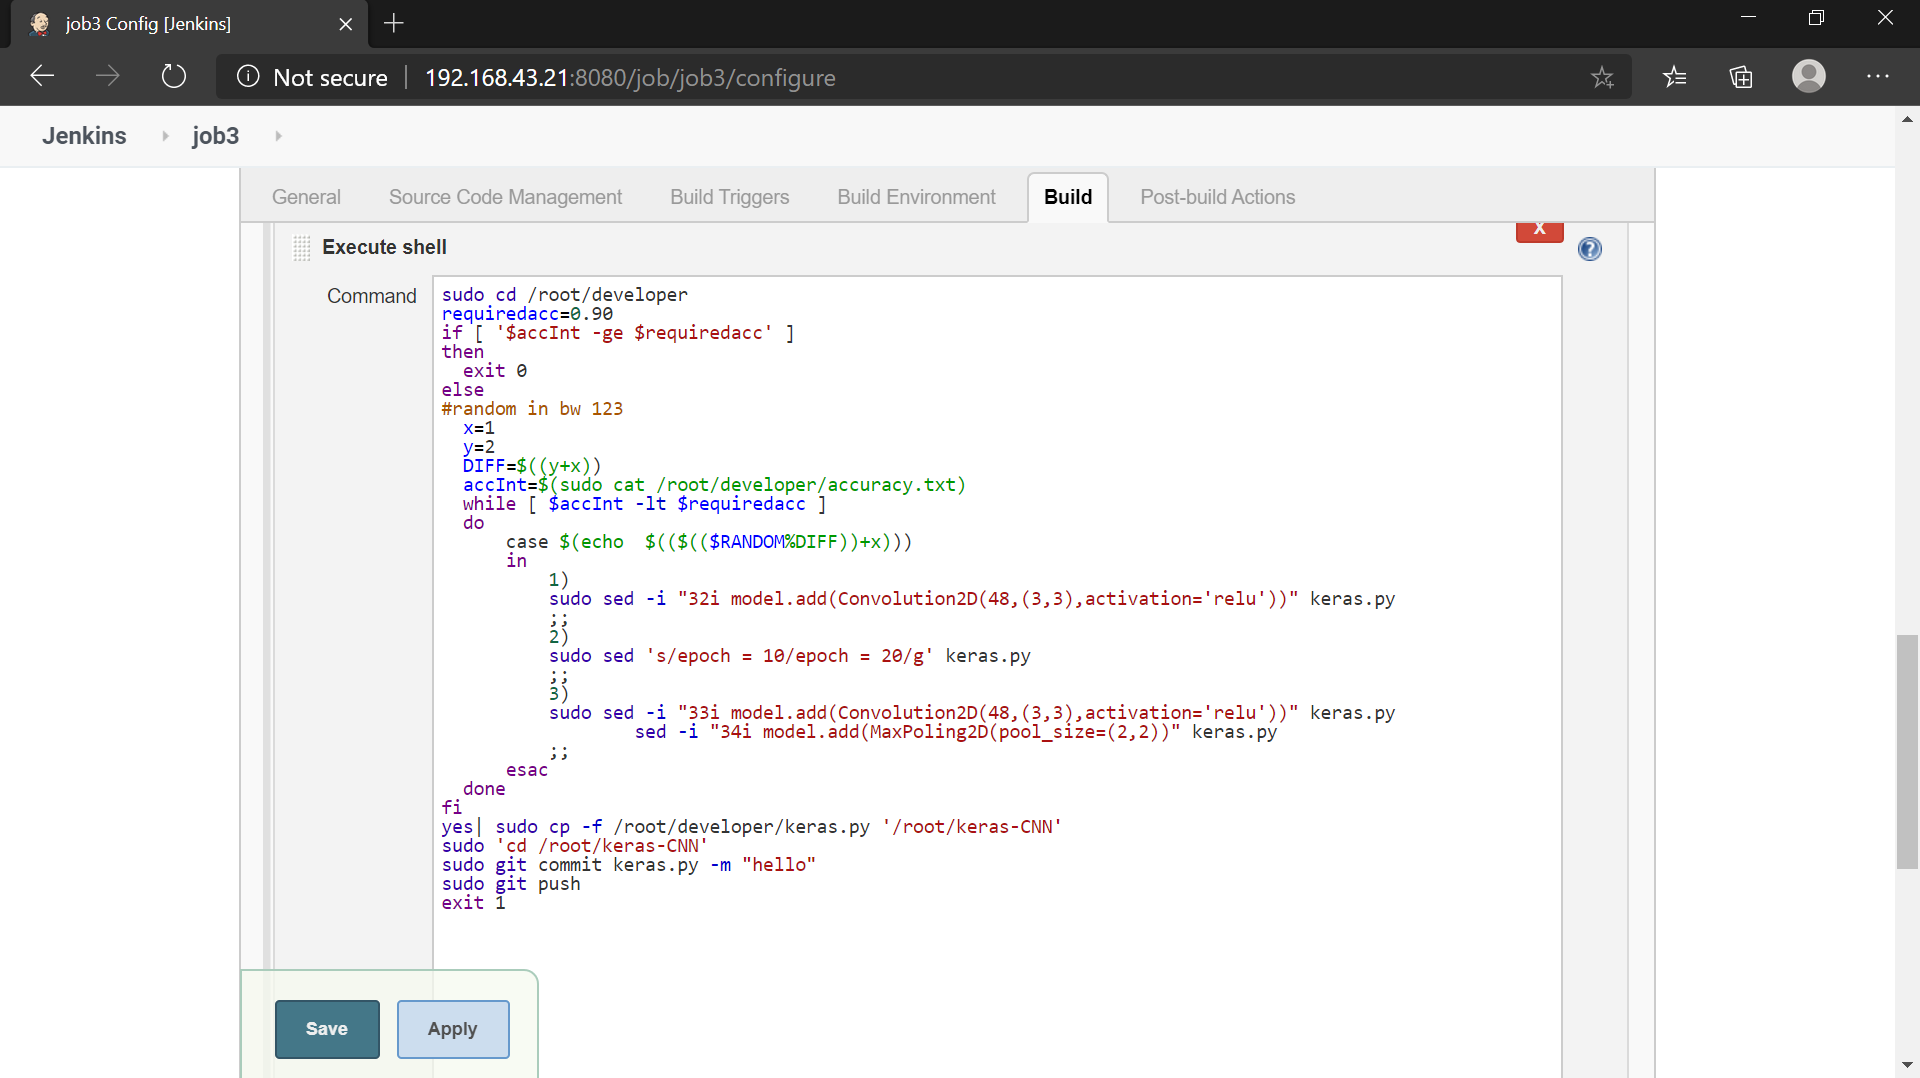 job3 Config [Jenkins]
Not secure
192.168.43.21:8080/job/job3/configure
Jenkins
job3
General
Source Code Management
Build Triggers
Build Environment
Build
Post-build Actions
Execute shell
X
?
Command
sudo cd /root/developer
requiredacc=0.90
if [ '$accInt -ge $requiredacc' ]
then
exit 0
else
#random in bw 123
x=1
y=2
DIFF=$((y+x))
accInt=$(sudo cat /root/developer/accuracy.txt)
while [ $accInt -lt $requiredacc ]
do
case $(echo  $(($(($RANDOM%DIFF))+x)))
in
1)
sudo sed -i "32i model.add(Convolution2D(48,(3,3),activation='relu'))" keras.py
;;
2)
sudo sed 's/epoch = 10/epoch = 20/g' keras.py
;;
3)
sudo sed -i "33i model.add(Convolution2D(48,(3,3),activation='relu'))" keras.py
sed -i "34i model.add(MaxPoling2D(pool_size=(2,2))" keras.py
;;
esac
done
fi
yes| sudo cp -f /root/developer/keras.py '/root/keras-CNN'
sudo 'cd /root/keras-CNN'
sudo git commit keras.py -m "hello"
sudo git push
exit 1
Save
Apply